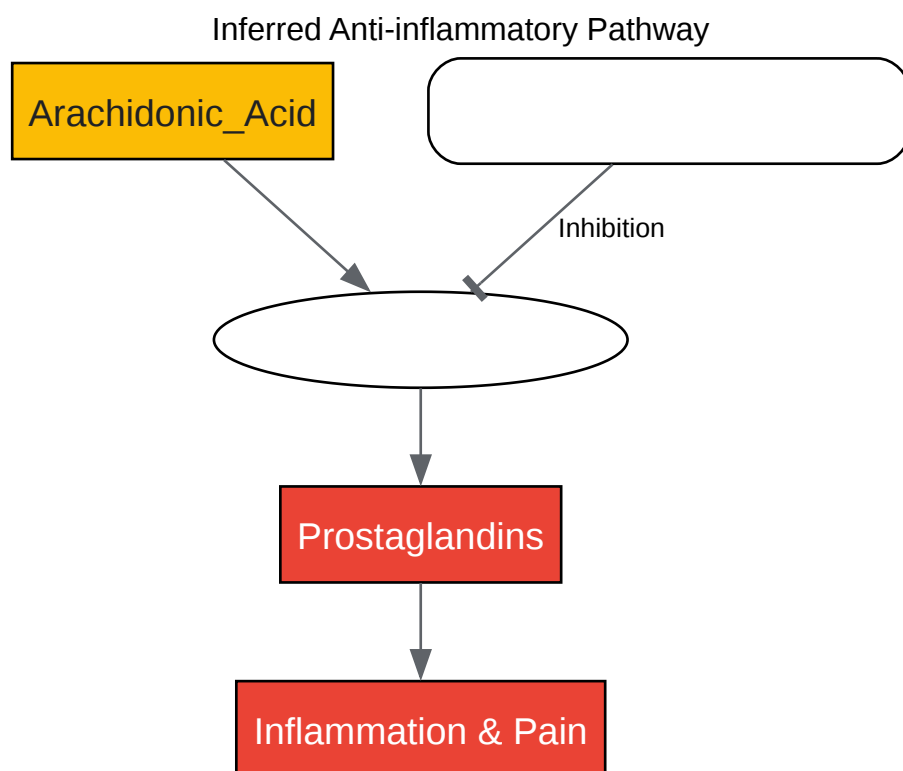 Inferred Anti-inflammatory Pathway
Arachidonic_Acid
Inhibition
Prostaglandins
Inflammation & Pain